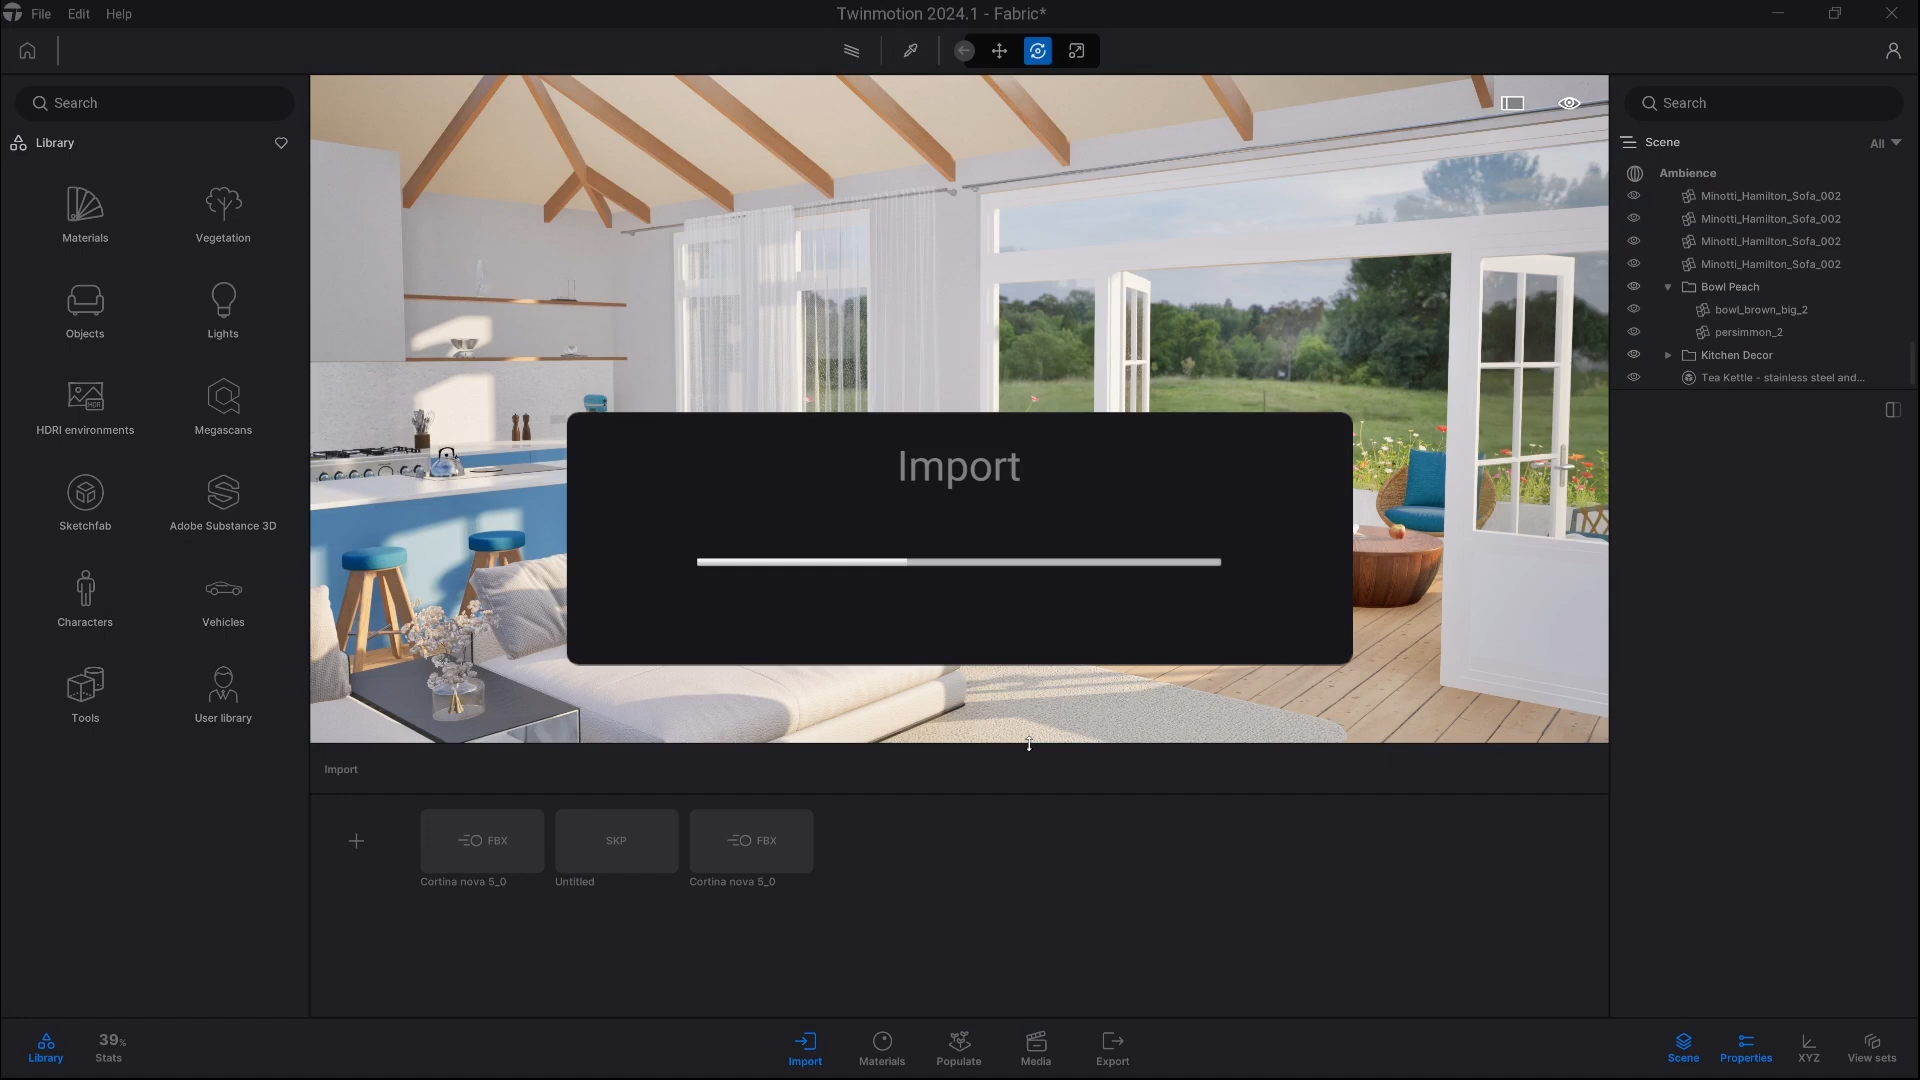 File Edit Help
Twinmotion 2024.1 - Fabric*
Search
Library
Materials
Vegetation
Objects
Lights
HDR
HDRI environments
Megascans
Sketchfab
Adobe Substance 3D
Characters
Vehicles
Tools
User library
Import
Import
FBX
SKP
FBX
Cortina nova 5_0
Untitled
Cortina nova 5_0
Search
Scene
All
Ambience
Minotti_Hamilton_Sofa_002
Minotti_Hamilton_Sofa_002
Minotti_Hamilton_Sofa_002
Minotti_Hamilton_Sofa_002
Bowl Peach
bowl_brown_big_2
persimmon_2
Kitchen Decor
Tea Kettle - stainless steel and...
Library
39%
Stats
Import
Materials
Populate
Media
Export
Scene
Properties
XYZ
View sets